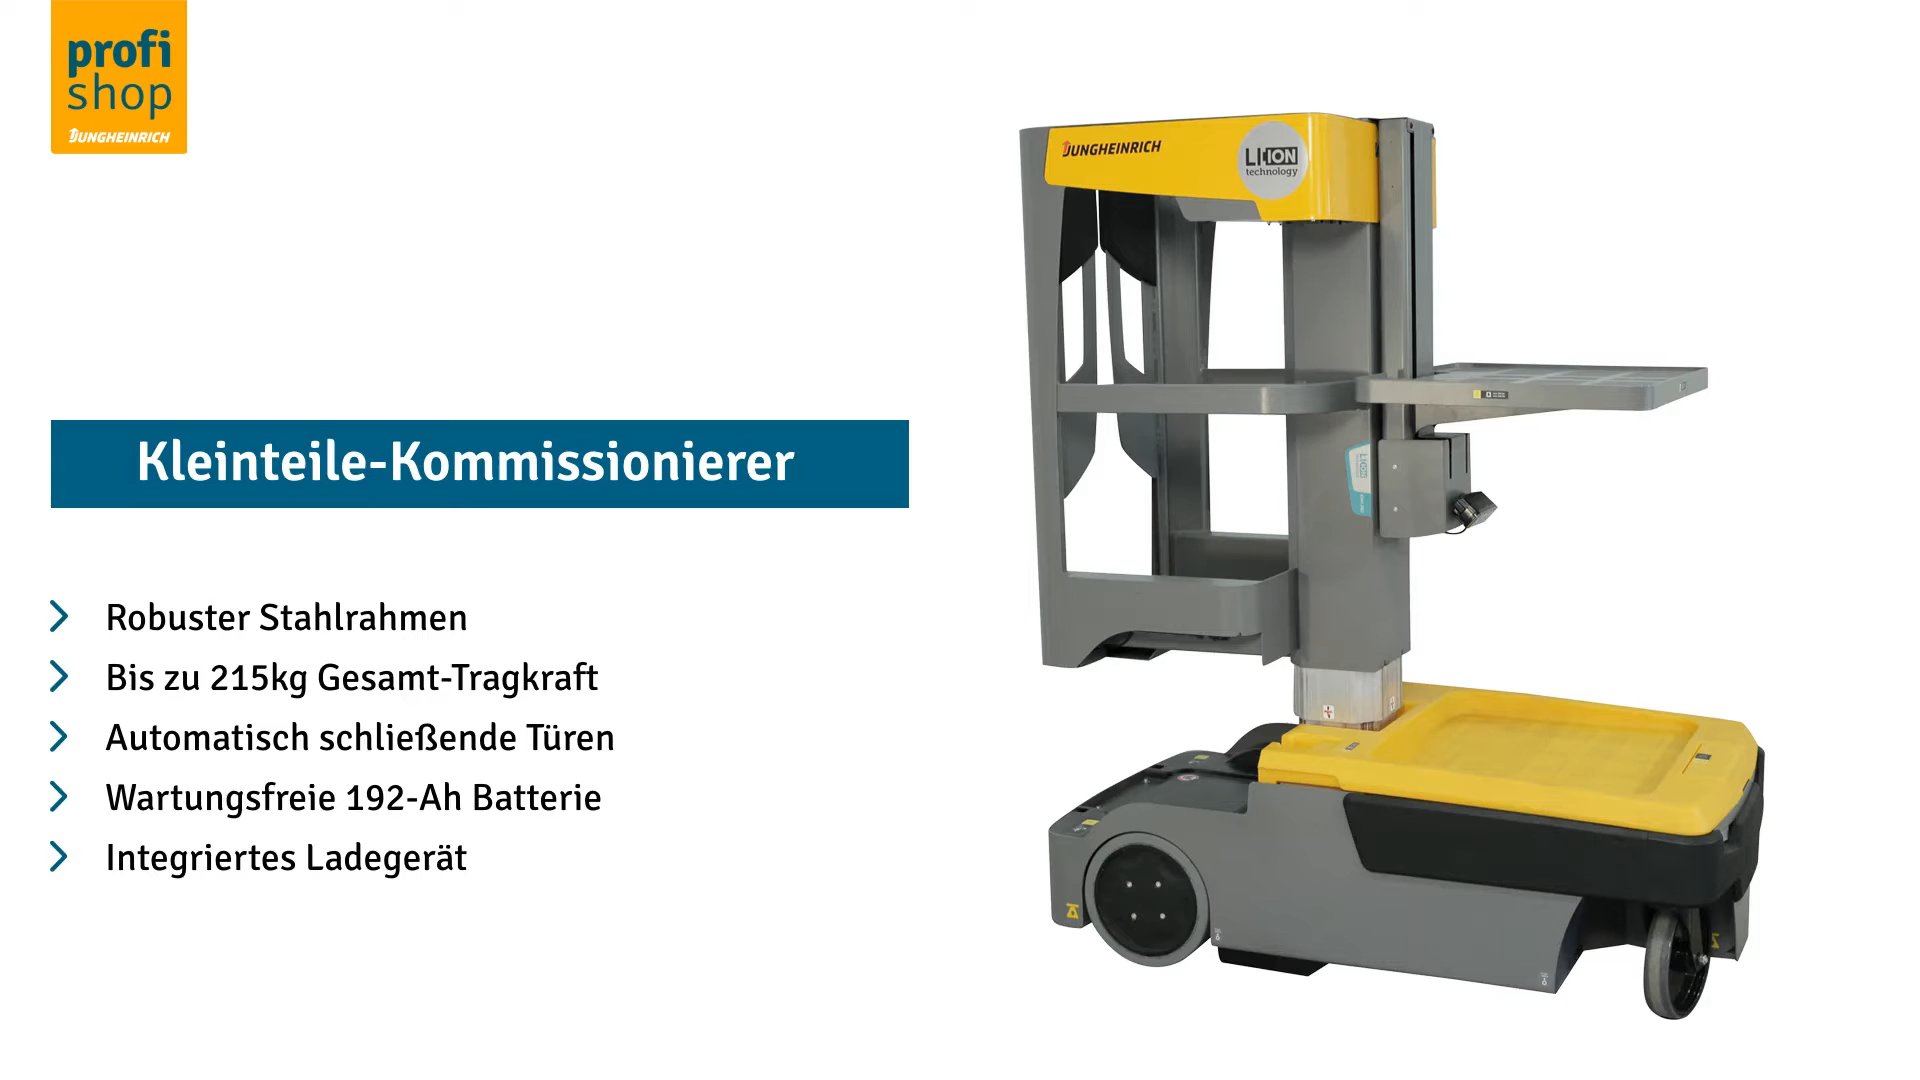 profi
shop
JUNGHEINRICH
JUNGHEINRICH
LI-ION
technology
Kleinteile-Kommissionierer
Robuster Stahlrahmen
Bis zu 215kg Gesamt-Tragkraft
Automatisch schließende Türen
Wartungsfreie 192-Ah Batterie
Integriertes Ladegerät